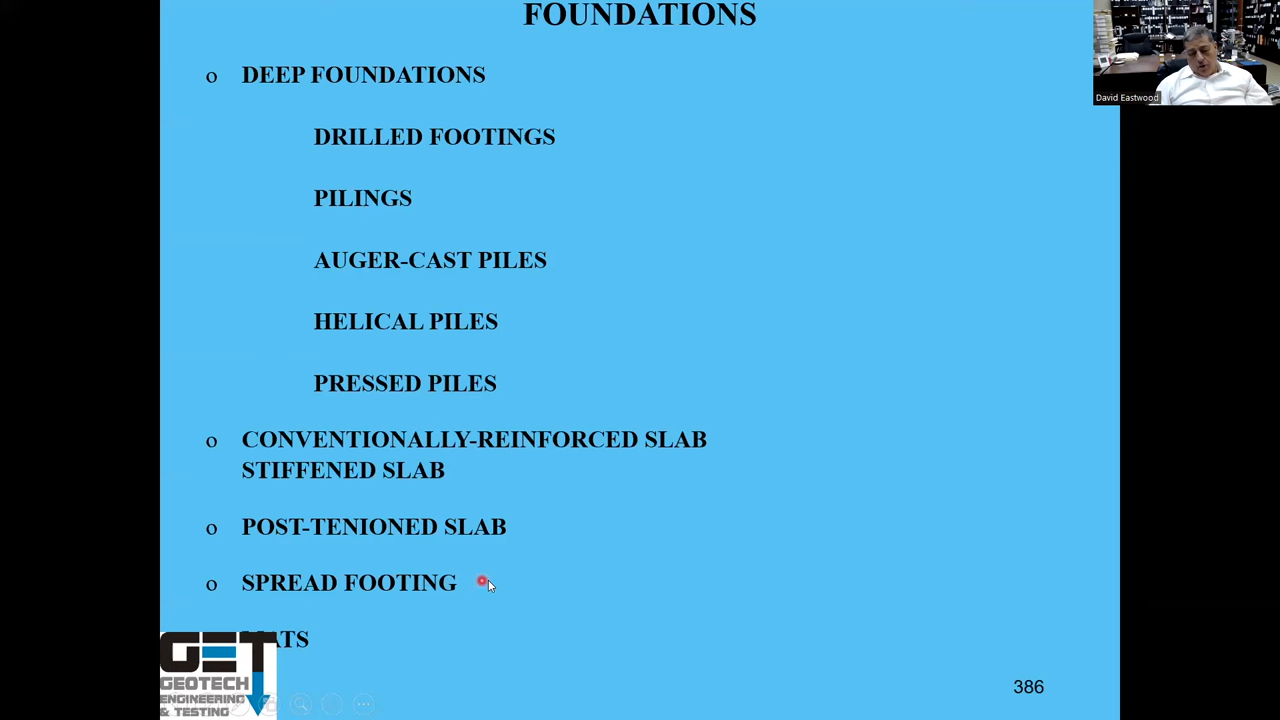 FOUNDATIONS
David Eastwood
o DEEP FOUNDATIONS
DRILLED FOOTINGS
PILINGS
AUGER-CAST PILES
HELICAL PILES
PRESSED PILES
o CONVENTIONALLY-REINFORCED SLAB
STIFFENED SLAB
o POST-TENIONED SLAB
o SPREAD FOOTING
GET
GEOTECH
ENGINEERING
& TESTING
386